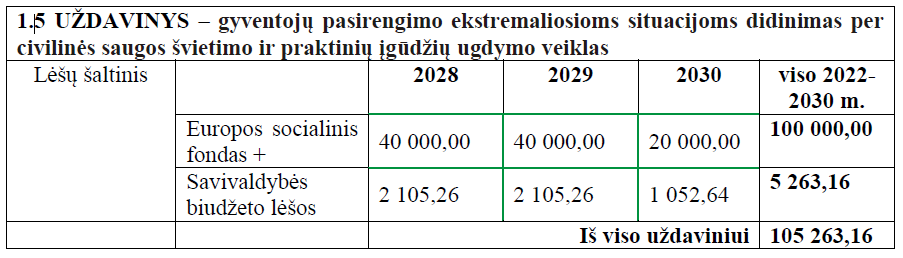 1.5 UŽDAVINYS – gyventojų pasirengimo ekstremaliosioms situacijoms didinimas per
civilinės saugos švietimo ir praktinių įgūdžių ugdymo veiklas
Lėšų šaltinis 2028 2029 2030 viso 2022-
2030 m.
Europos socialinis
fondas + 40 000,00 40 000,00 20 000,00 100 000,00
Savivaldybės
biudžeto lėšos 2 105,26 2 105,26 1 052,64 5 263,16
Iš viso uždaviniui 105 263,16